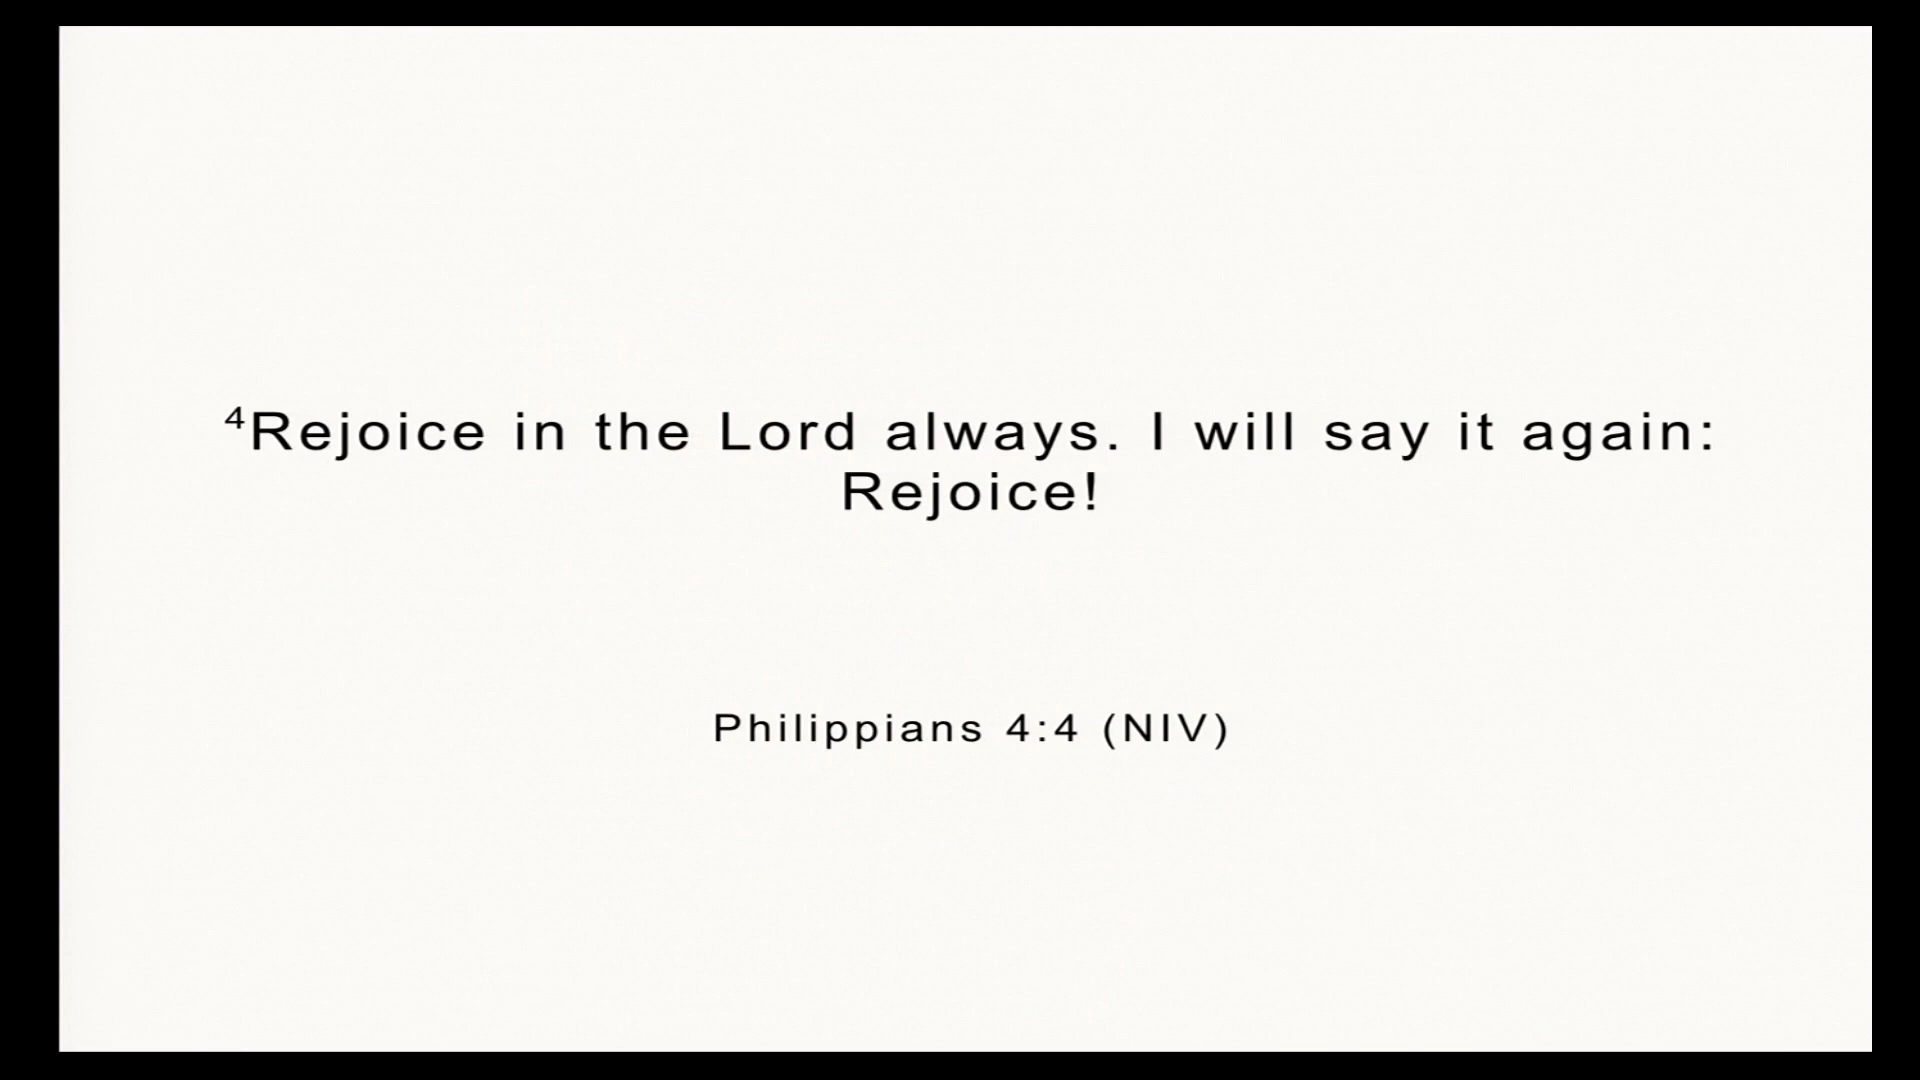 ⁴Rejoice in the Lord always. I will say it again:
Rejoice!
Philippians 4:4 (NIV)